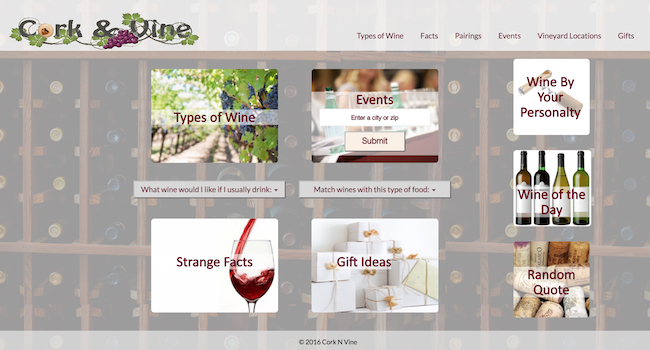 Cork & Vine
Types of Wine
Facts
Pairings
Events
Vineyard Locations
Gifts
Types of Wine
Events
Enter a city or zip
Submit
Wine By
Your
Personalty
What wine would I like if I usually drink:
Match wines with this type of food:
Wine of the
Day
Strange Facts
Gift Ideas
Random
Quote
© 2016 Cork N Vine